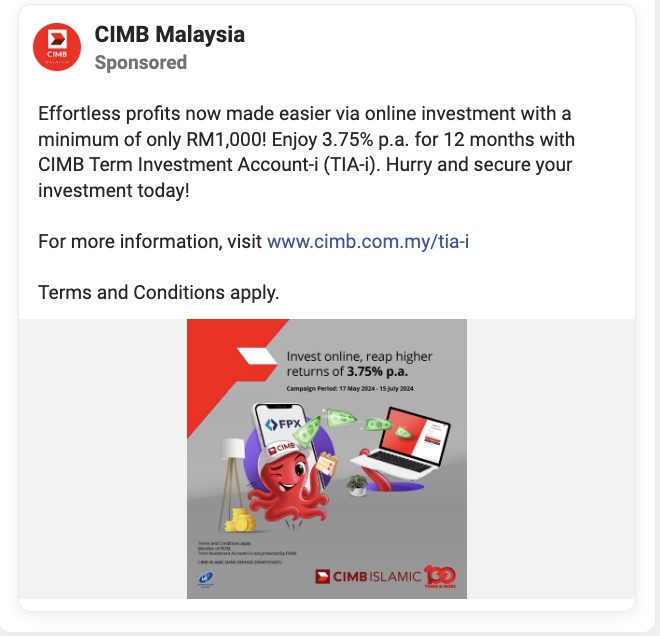 CIMB
MALAYSIA
CIMB Malaysia
Sponsored
Effortless profits now made easier via online investment with a
minimum of only RM1,000! Enjoy 3.75% p.a. for 12 months with
CIMB Term Investment Account-i (TIA-i). Hurry and secure your
investment today!
For more information, visit www.cimb.com.my/tia-i
Terms and Conditions apply.
Invest online, reap higher
returns of 3.75% p.a.
Campaign Period: 17 May 2024 - 15 July 2024
FPX
CIMB
Terms and Conditions apply.
Member of PIDM.
Term Investment Account-i is not protected by PIDM.
CIMB ISLAMIC BANK BERHAD
CIMB ISLAMIC
100
YEARS & MORE